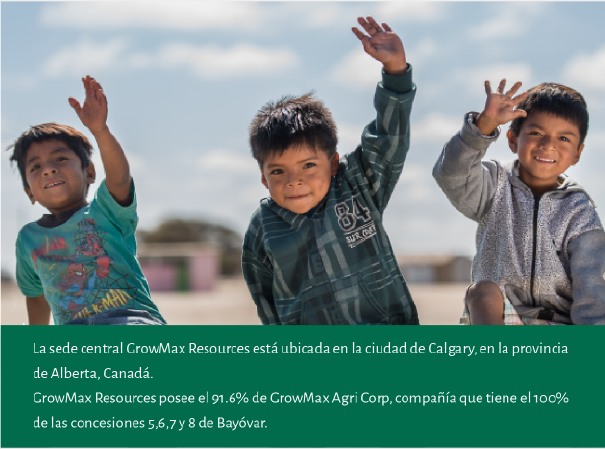 84
SUR CREW
La sede central GrowMax Resources está ubicada en la ciudad de Calgary, en la provincia
de Alberta, Canadá.
GrowMax Resources posee el 91.6% de GrowMax Agri Corp, compañía que tiene el 100%
de las concesiones 5,6,7 y 8 de Bayóvar.